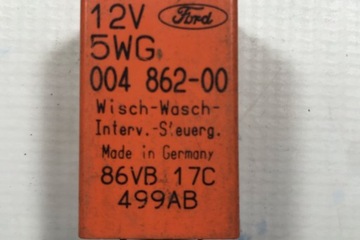 12V Ford
5WG
004 862-00
Wisch-Wasch-
Interv.-Steuerg.
Made in Germany
86VB 17C
499AB